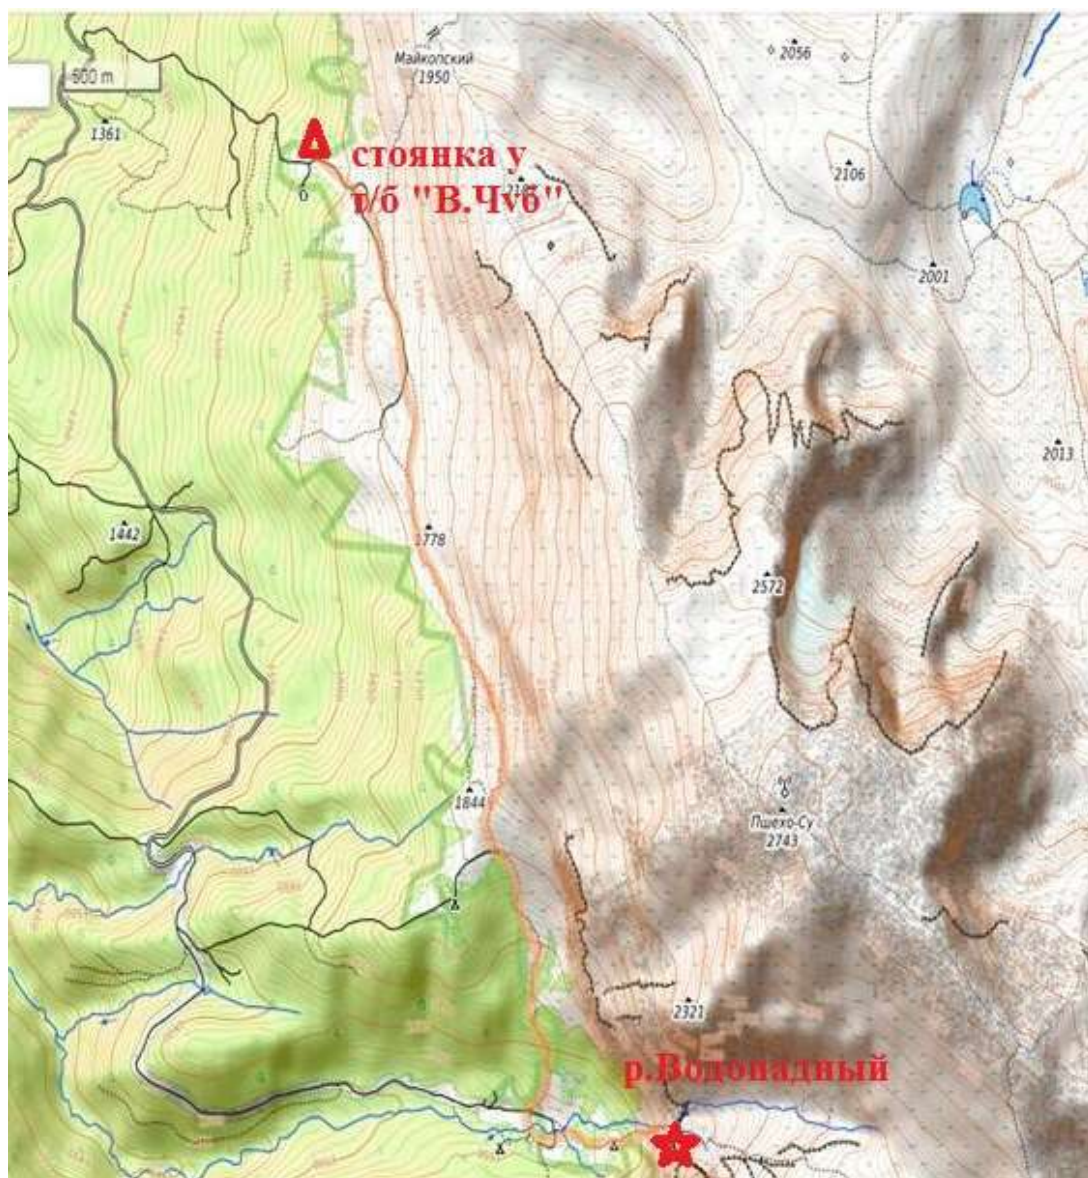 Майкопский
1950
2056
600 m
1361
стоянка у
т/б "В.Чуб"
2106
б
2001
2013
1442
1778
2572
1844
Пшехо-Су
2743
2321
р.Водопадный